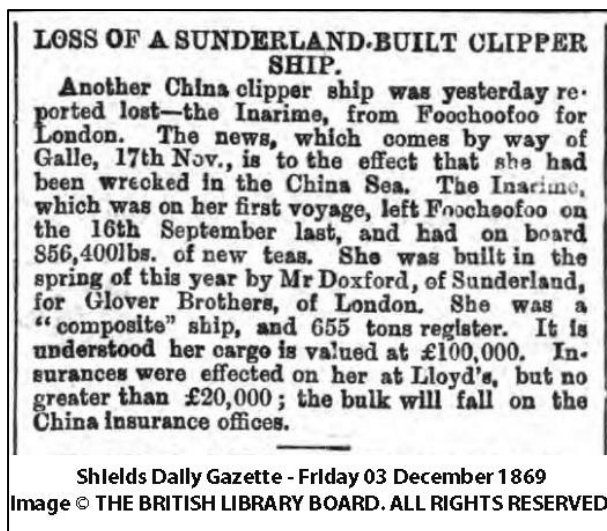 LOSS OF A SUNDERLAND-BUILT CLIPPER
SHIP.
Another China clipper ship was yesterday re-
ported lost—the Inarime, from Foochoofoo for
London. The news, which comes by way of
Galle, 17th Nov., is to the effect that she had
been wrecked in the China Sea. The Inarime,
which was on her first voyage, left Foochoofoo on
the 16th September last, and had on board
856,400lbs. of new teas. She was built in the
spring of this year by Mr Doxford, of Sunderland,
for Glover Brothers, of London. She was a
"composite" ship, and 655 tons register. It is
understood her cargo is valued at £100,000. In-
surances were effected on her at Lloyd's, but no
greater than £20,000; the bulk will fall on the
China insurance offices.
Shields Daily Gazette - Friday 03 December 1869
Image © THE BRITISH LIBRARY BOARD. ALL RIGHTS RESERVED